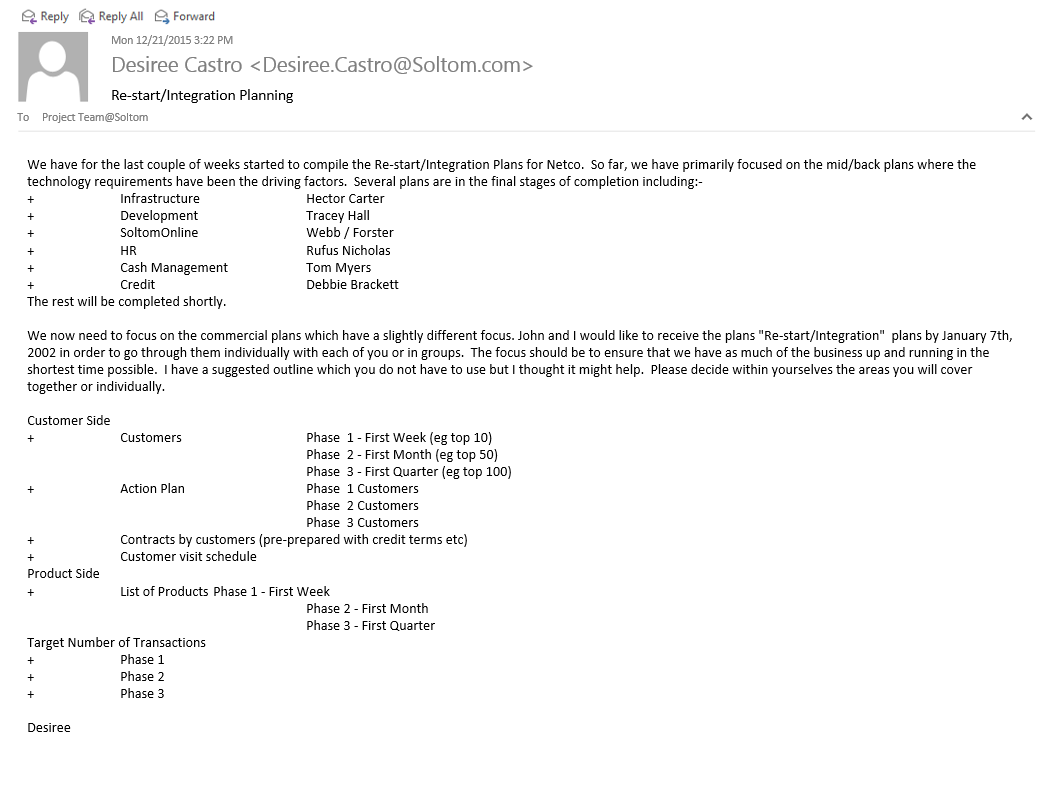 Reply Reply All Forward
Mon 12/21/2015 3:22 PM
Desiree Castro <Desiree.Castro@Soltom.com>
Re-start/Integration Planning
To Project Team@Soltom
We have for the last couple of weeks started to compile the Re-start/Integration Plans for Netco.  So far, we have primarily focused on the mid/back plans where the
technology requirements have been the driving factors.  Several plans are in the final stages of completion including:-
+ Infrastructure Hector Carter
+ Development Tracey Hall
+ SoltomOnline Webb / Forster
+ HR Rufus Nicholas
+ Cash Management Tom Myers
+ Credit Debbie Brackett
The rest will be completed shortly.
We now need to focus on the commercial plans which have a slightly different focus. John and I would like to receive the plans "Re-start/Integration"  plans by January 7th,
2002 in order to go through them individually with each of you or in groups.  The focus should be to ensure that we have as much of the business up and running in the
shortest time possible.  I have a suggested outline which you do not have to use but I thought it might help.  Please decide within yourselves the areas you will cover
together or individually.
Customer Side
+ Customers Phase  1 - First Week (eg top 10)
Phase  2 - First Month (eg top 50)
Phase  3 - First Quarter (eg top 100)
+ Action Plan Phase  1 Customers
Phase  2 Customers
Phase  3 Customers
+ Contracts by customers (pre-prepared with credit terms etc)
+ Customer visit schedule
Product Side
+ List of Products Phase 1 - First Week
Phase 2 - First Month
Phase 3 - First Quarter
Target Number of Transactions
+ Phase 1
+ Phase 2
+ Phase 3
Desiree